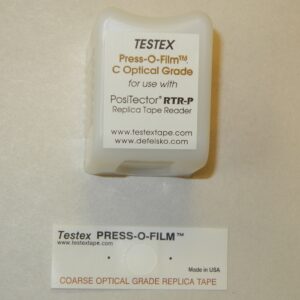 TESTEX
Press-O-Film™
C Optical Grade
for use with
PosiTector® RTR-P
Replica Tape Reader
www.testextape.com
www.defelsko.com
Testex PRESS-O-FILM™
www.testextape.com
Made in USA
COARSE OPTICAL GRADE REPLICA TAPE